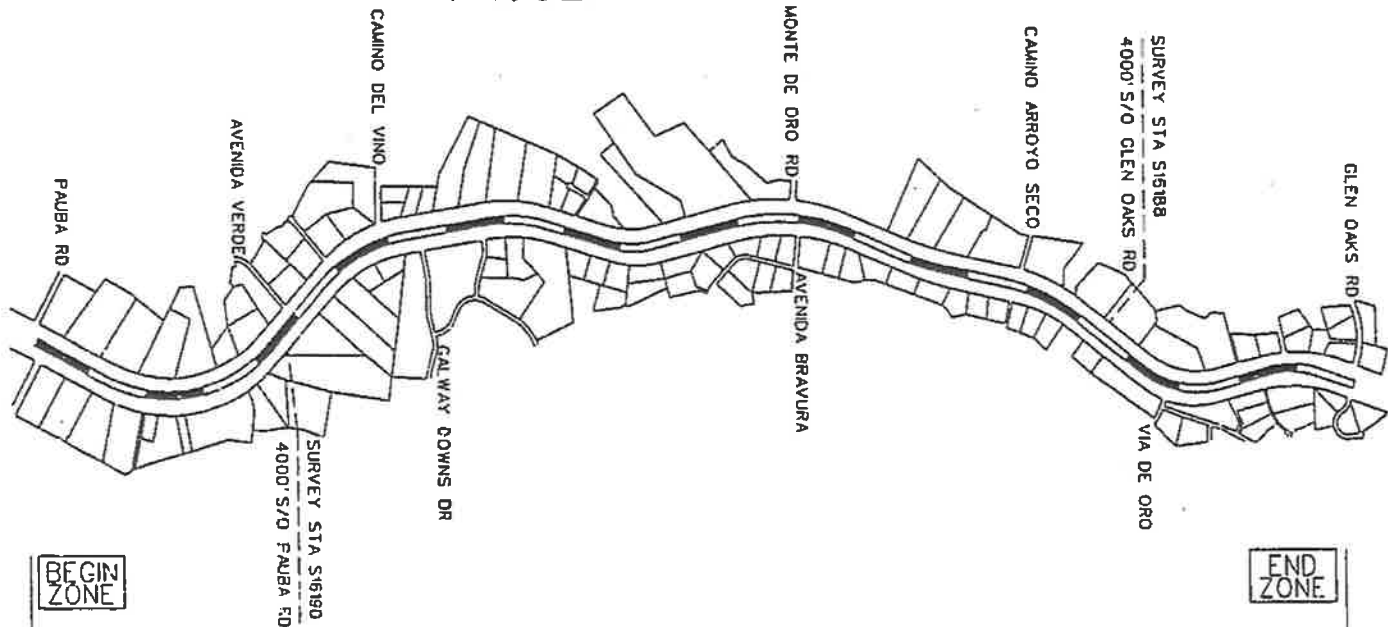 PAUBA RD
AVENIDA VERDE
CAMINO DEL VINO
MONTE DE ORO RD
CAMINO ARROYO SECO
SURVEY STA S16188
4000' S/O GLEN OAKS RD
GLEN OAKS RD
GALWAY DOWNS DR
AVENIDA BRAVURA
VIA DE ORO
SURVEY STA S16190
4000' S/O PAUBA RD
BEGIN
ZONE
END
ZONE